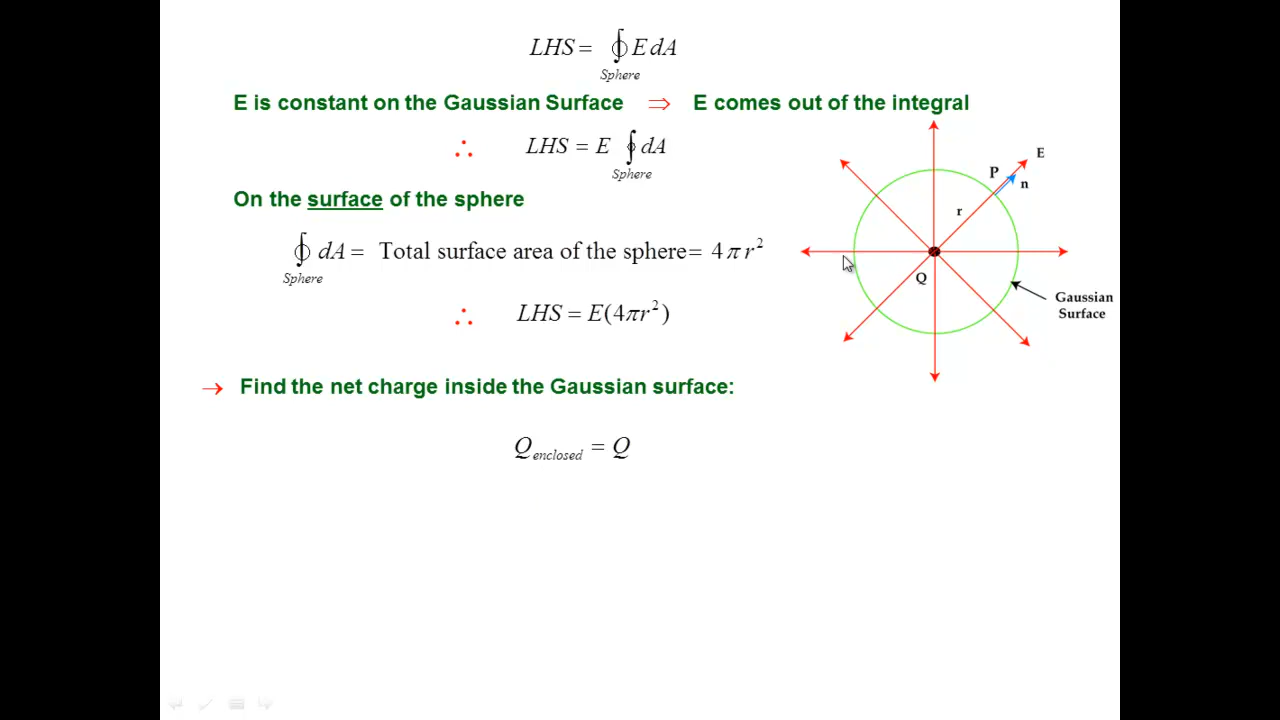 LHS = ∮ E dA
Sphere
E is constant on the Gaussian Surface ⇒ E comes out of the integral
∴ LHS = E ∮ dA
Sphere
On the surface of the sphere
∮ dA = Total surface area of the sphere = 4πr²
Sphere
∴ LHS = E(4πr²)
→ Find the net charge inside the Gaussian surface:
Q_enclosed = Q
E
P
n
r
Q
Gaussian
Surface